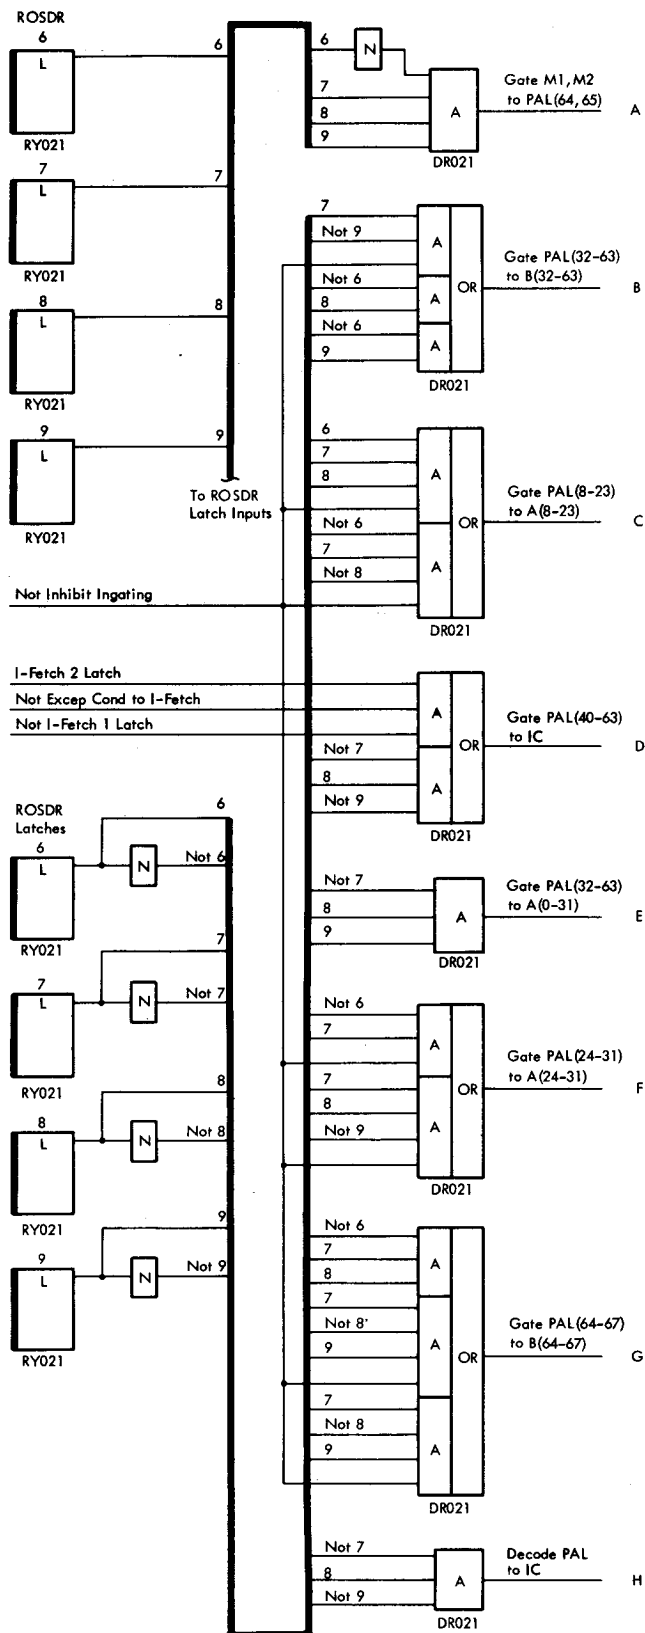 ROSDR
6
L
RY021
6
7
L
RY021
7
8
L
RY021
8
9
L
RY021
9
To ROSDR
Latch Inputs
6
N
7
8
9
A
DR021
Gate M1, M2
to PAL(64, 65)
A
7
Not 9
A
Not 6
8
A
Not 6
9
A
OR
DR021
Gate PAL(32-63)
to B(32-63)
B
6
7
8
A
Not 6
7
Not 8
A
OR
DR021
Gate PAL(8-23)
to A(8-23)
C
Not Inhibit Ingating
I-Fetch 2 Latch
Not Excep Cond to I-Fetch
Not I-Fetch 1 Latch
A
Not 7
8
Not 9
A
OR
DR021
Gate PAL(40-63)
to IC
D
ROSDR
Latches
6
L
RY021
N
6
Not 6
7
L
RY021
N
7
Not 7
8
L
RY021
N
8
Not 8
9
L
RY021
N
9
Not 9
Not 7
8
9
A
DR021
Gate PAL(32-63)
to A(0-31)
E
Not 6
7
A
7
8
Not 9
A
OR
DR021
Gate PAL(24-31)
to A(24-31)
F
Not 6
7
8
A
7
Not 8
9
A
7
Not 8
9
A
OR
DR021
Gate PAL(64-67)
to B(64-67)
G
Not 7
8
Not 9
A
DR021
Decode PAL
to IC
H